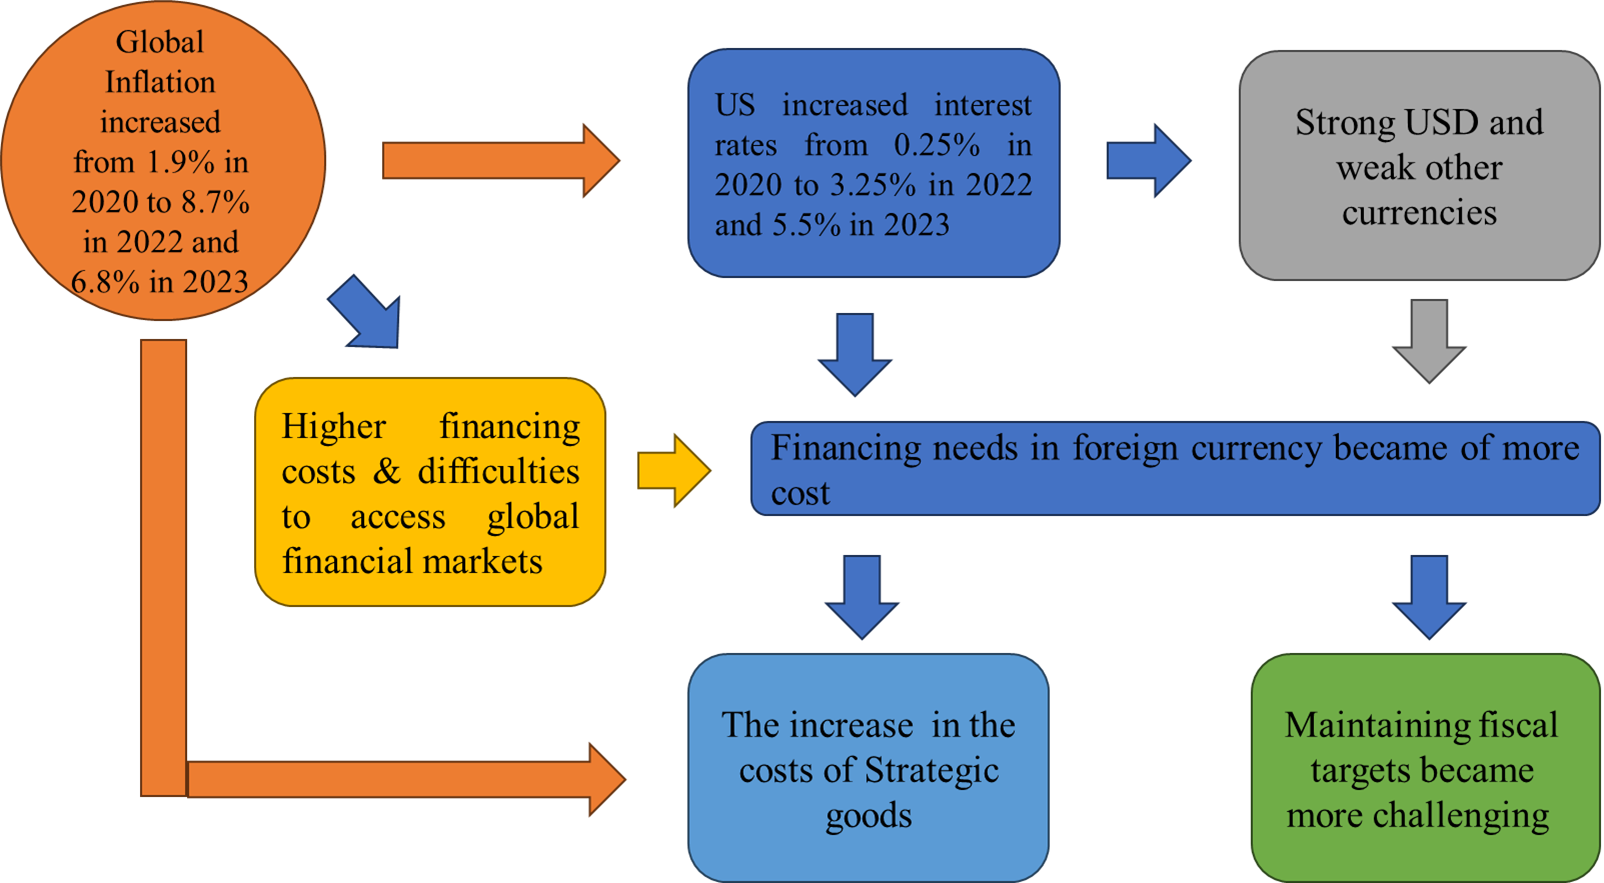 Global
Inflation
increased
from 1.9% in
2020 to 8.7%
in 2022 and
6.8% in 2023
US increased interest
rates from 0.25% in
2020 to 3.25% in 2022
and 5.5% in 2023
Strong USD and
weak other
currencies
Higher financing
costs & difficulties
to access global
financial markets
Financing needs in foreign currency became of more
cost
The increase in the
costs of Strategic
goods
Maintaining fiscal
targets became
more challenging